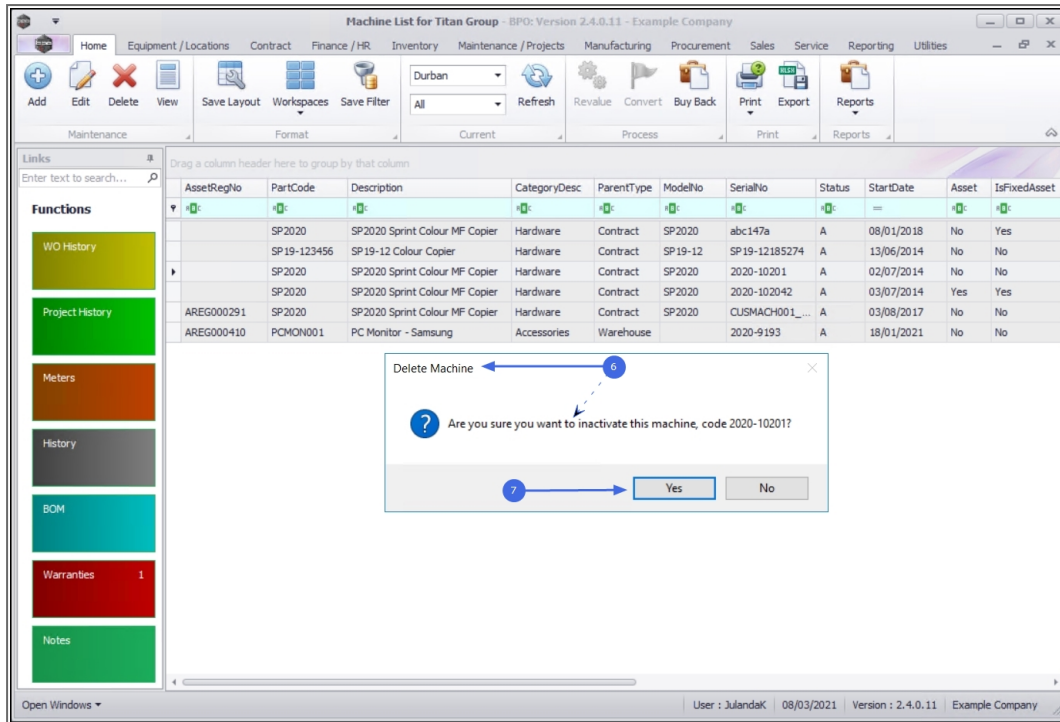 Machine List for Titan Group - BPO: Version 2.4.0.11 - Example Company
Home Equipment / Locations Contract Finance / HR Inventory Maintenance / Projects Manufacturing Procurement Sales Service Reporting Utilities
Durban
All
Add Edit Delete View Save Layout Workspaces Save Filter Refresh Revalue Convert Buy Back Print Export Reports
Maintenance Format Current Process Print Reports
Links
Enter text to search...
Drag a column header here to group by that column
AssetRegNo PartCode Description CategoryDesc ParentType ModelNo SerialNo Status StartDate Asset IsFixedAsset
=
SP2020 SP2020 Sprint Colour MF Copier Hardware Contract SP2020 abc147a A 08/01/2018 No Yes
SP19-123456 SP19-12 Colour Copier Hardware Contract SP19-12 SP19-12185274 A 13/06/2014 No No
SP2020 SP2020 Sprint Colour MF Copier Hardware Contract SP2020 2020-10201 A 02/07/2014 No No
SP2020 SP2020 Sprint Colour MF Copier Hardware Contract SP2020 2020-102042 A 03/07/2014 Yes Yes
AREG000291 SP2020 SP2020 Sprint Colour MF Copier Hardware Contract SP2020 CUSMACH001_... A 03/08/2017 No No
AREG000410 PCMON001 PC Monitor - Samsung Accessories Warehouse 2020-9193 A 18/01/2021 No No
Functions
WO History
Project History
Meters
History
BOM
Warranties 1
Notes
Delete Machine 6
Are you sure you want to inactivate this machine, code 2020-10201?
7 Yes No
Open Windows User : JulandaK 08/03/2021 Version : 2.4.0.11 Example Company